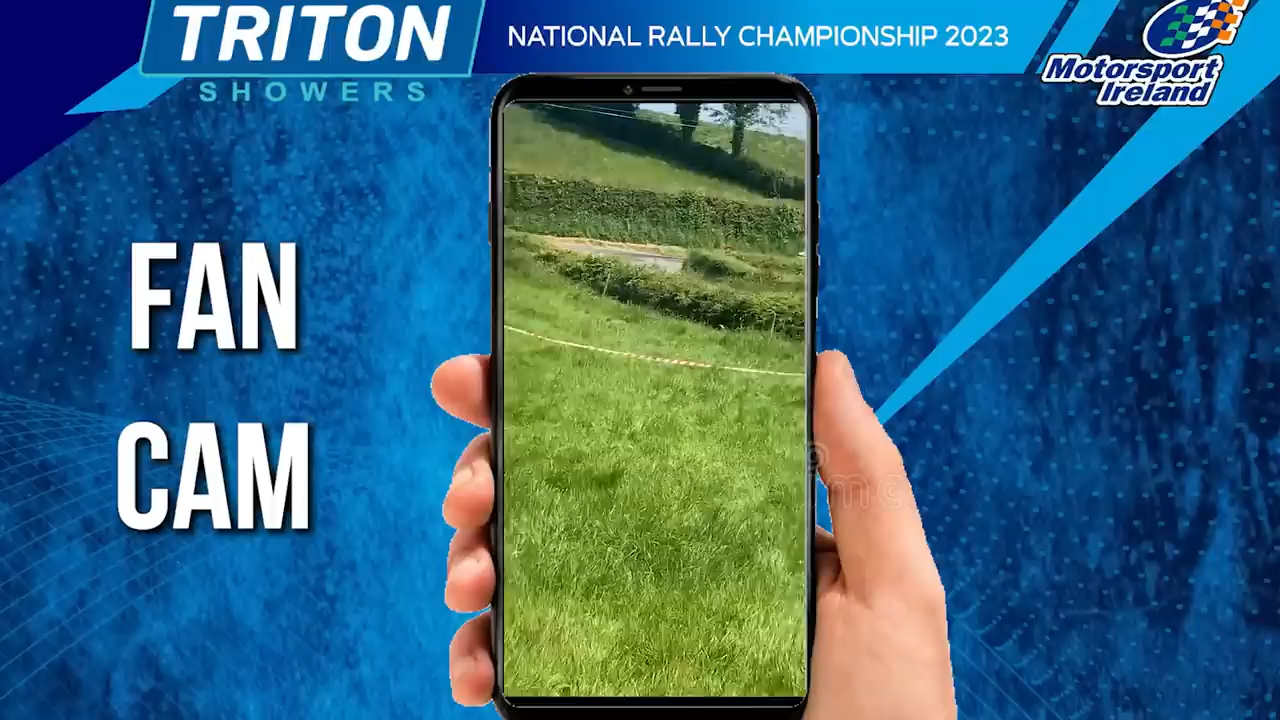 TRITON
SHOWERS
NATIONAL RALLY CHAMPIONSHIP 2023
Motorsport
Ireland
FAN
CAM